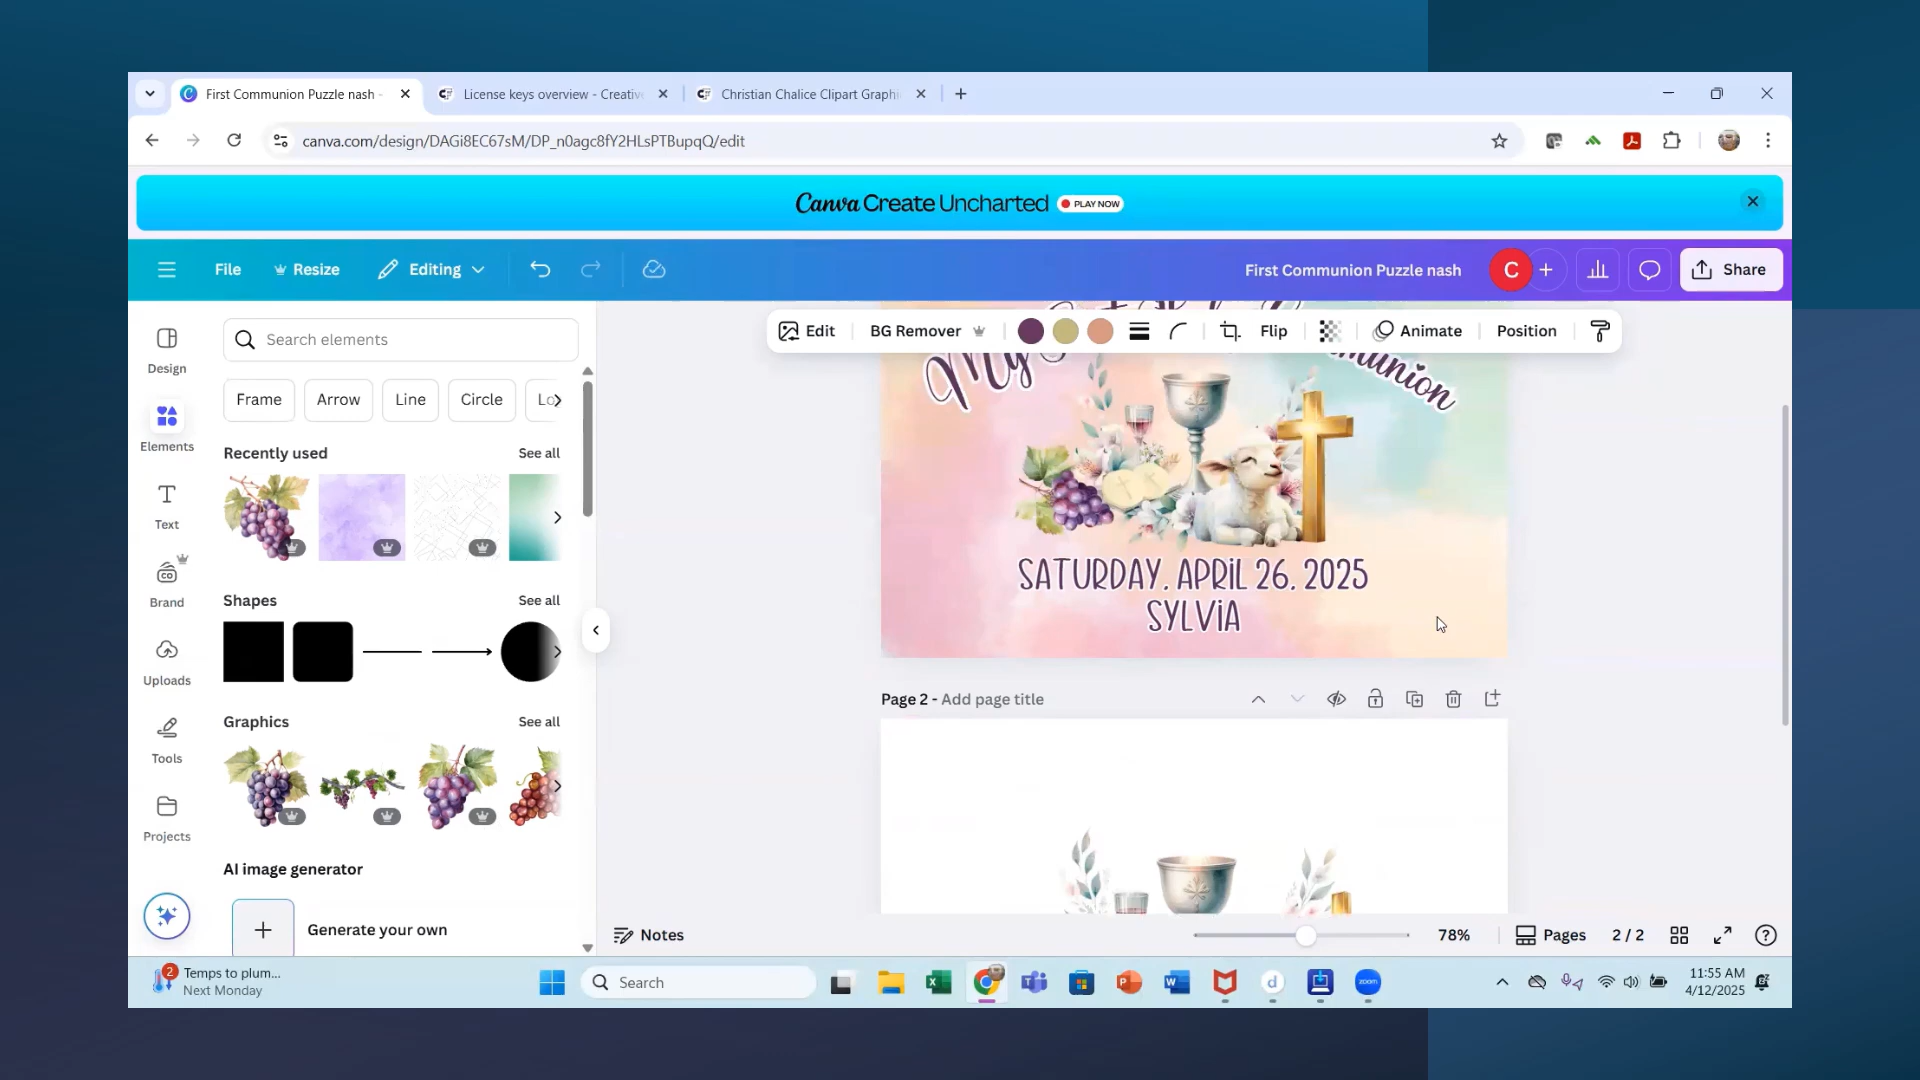 First Communion Puzzle nash -
License keys overview - Creativ
Christian Chalice Clipart Graphi
canva.com/design/DAGi8EC67sM/DP_n0agc8fY2HLsPTBupqQ/edit
Canva Create Uncharted PLAY NOW
File
Resize
Editing
First Communion Puzzle nash
C
Share
Design
Elements
Text
Brand
Uploads
Tools
Projects
Search elements
Frame
Arrow
Line
Circle
Lo
Recently used
See all
Shapes
See all
Graphics
See all
AI image generator
Generate your own
Edit
BG Remover
Flip
Animate
Position
SATURDAY, APRIL 26, 2025
SYLVIA
Page 2 - Add page title
Notes
78%
Pages
2 / 2
2
Temps to plum...
Next Monday
Search
zoom
11:55 AM
4/12/2025